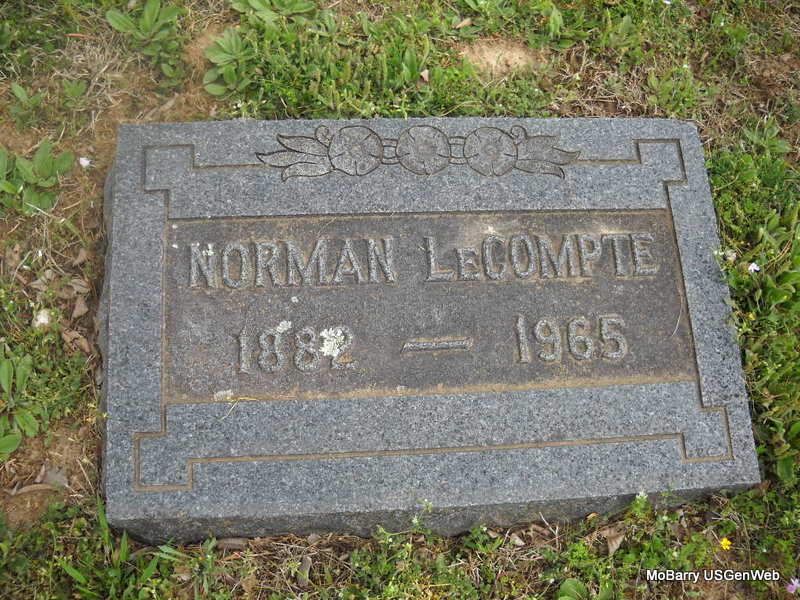 NORMAN LeCOMPTE
1882 — 1965
MoBarry USGenWeb